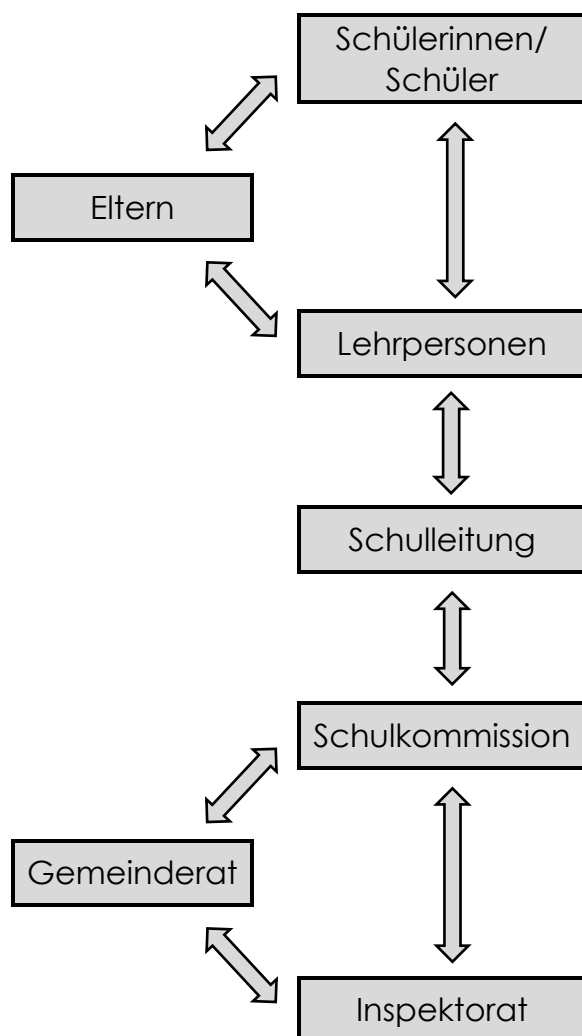 Schülerinnen/
Schüler
Eltern
Lehrpersonen
Schulleitung
Schulkommission
Gemeinderat
Inspektorat